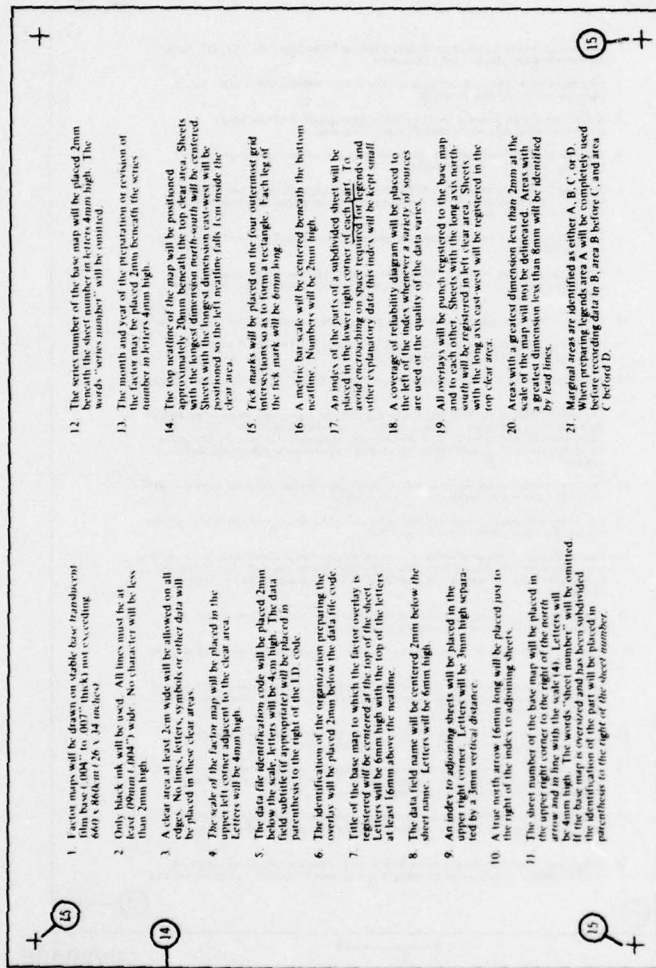 15
14
15
15
1. Factor maps will be drawn on stable base translucent
film base (.004" to .007" thick) not exceeding
660 x 860k m (26 x 34 inches)
2 Only black ink will be used. All lines must be at
least .09mm (.004") wide. No character will be less
than 2mm high.
3 A clear area at least 2cm wide will be allowed on all
edges. No lines, letters, symbols or other data will
be placed in these clear areas.
4. The scale of the factor map will be placed in the
upper left corner adjacent to the clear area.
Letters will be 4mm high.
5. The data file identification code will be placed 2mm
below the scale, letters will be 4cm high. The data
field subtitle (if appropriate) will be placed in
parenthesis to the right of the I.D. code.
6. The identification of the organization preparing the
overlay will be placed 2mm below the data file code.
7. Title of the base map to which the factor overlay is
registered will be centered at the top of the sheet.
Letters will be 6mm high with the top of the letters
at least 16mm above the neatline.
8. The data field name will be centered 2mm below the
sheet name. Letters will be 6mm high.
9. An index to adjoining sheets will be placed in the
upper right corner. Letters will be 3mm high separa-
ted by a 3mm vertical distance.
10. A true north arrow 16mm long will be placed just to
the right of the index to adjoining sheets.
11. The sheet number of the base map will be placed in
the upper right corner to the right of the north
arrow and in line with the scale (4). Letters will
be 4mm high. The words "sheet number" will be omitted.
If the base map is oversized and has been subdivided
the identification of the part will be placed in
parenthesis to the right of the sheet number.
12 The series number of the base map will be placed 2mm
beneath the sheet number in letters 4mm high. The
words "series number" will be omitted.
13. The month and year of the preparation or revision of
the factor may be placed 2mm beneath the series
number in letters 4mm high.
14. The top neatline of the map will be positioned
approximately 20mm beneath the top clear area. Sheets
with the longest dimension north-south will be centered.
Sheets with the longest dimension east-west will be
positioned so the left neatline falls 1cm inside the
clear area.
15. Tick marks will be placed on the four outermost grid
intersections so as to form a rectangle. Each leg of
the tick mark will be 6mm long.
16 A metric bar scale will be centered beneath the bottom
neatline. Numbers will be 2mm high.
17. An index of the parts of a subdivided sheet will be
placed in the lower right corner of each part. To
avoid encroaching on space required for legends and
other explanatory data this index will be kept small
18. A coverage of reliability diagram will be placed to
the left of the index whenever a variety of sources
are used or the quality of the data varies.
19. All overlays will be punch registered to the base map
and to each other. Sheets with the long axis north-
south will be registered in left clear area. Sheets
with the long axis east-west will be registered in the
top clear area.
20. Areas with a greatest dimension less than 2mm at the
scale of the map will not be delineated. Areas with
a greatest dimension less than 8mm will be identified
by lead lines.
21. Marginal areas are identified as either A, B, C, or D.
When preparing legends area A will be completely used
before recording data in B, area B before C, and area
C before D.